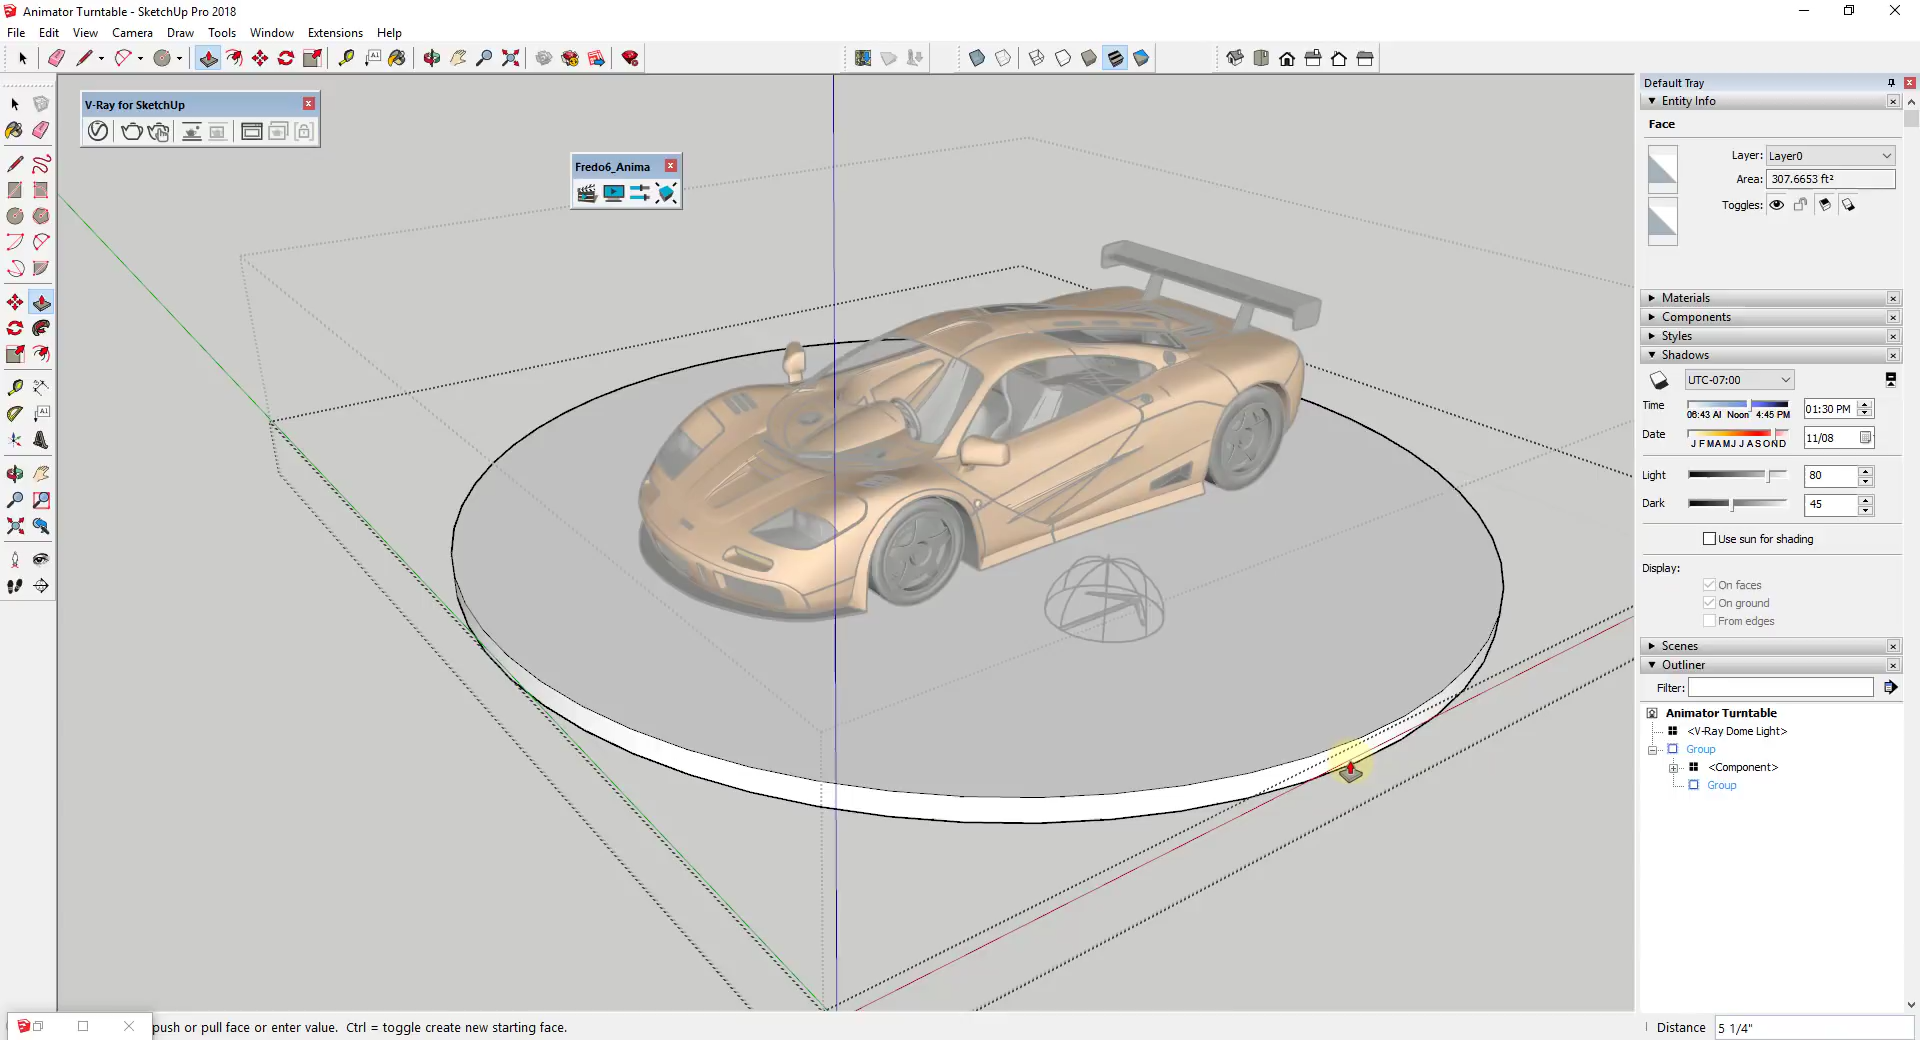 Animator Turntable - SketchUp Pro 2018
File Edit View Camera Draw Tools Window Extensions Help
V-Ray for SketchUp
Fredo6_Anima
Default Tray
Entity Info
Face
Layer: Layer0
Area: 307.6653 ft²
Toggles:
Materials
Components
Styles
Shadows
UTC-07:00
Time 06:43 AI Noon 4:45 PM 01:30 PM
Date J F M A M J J A S O N D 11/08
Light 80
Dark 45
Use sun for shading
Display:
On faces
On ground
From edges
Scenes
Outliner
Filter:
Animator Turntable
<V-Ray Dome Light>
Group
<Component>
Group
push or pull face or enter value. Ctrl = toggle create new starting face.
Distance 5 1/4"